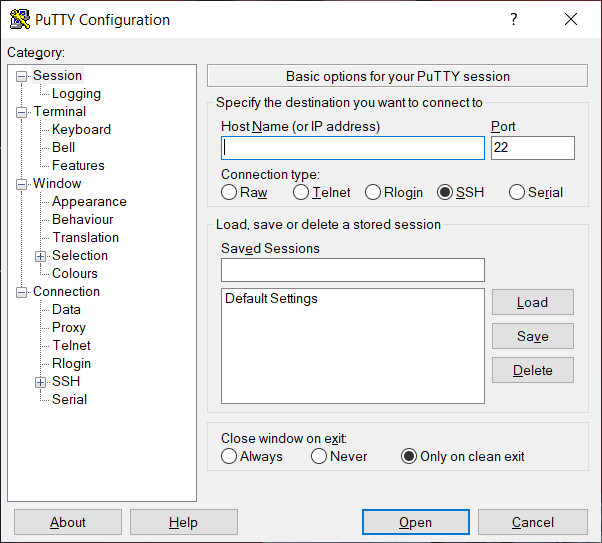 PuTTY Configuration
?
Category:
Session
Logging
Terminal
Keyboard
Bell
Features
Window
Appearance
Behaviour
Translation
Selection
Colours
Connection
Data
Proxy
Telnet
Rlogin
SSH
Serial
Basic options for your PuTTY session
Specify the destination you want to connect to
Host Name (or IP address) Port
22
Connection type:
Raw Telnet Rlogin SSH Serial
Load, save or delete a stored session
Saved Sessions
Default Settings
Load
Save
Delete
Close window on exit:
Always Never Only on clean exit
About Help Open Cancel